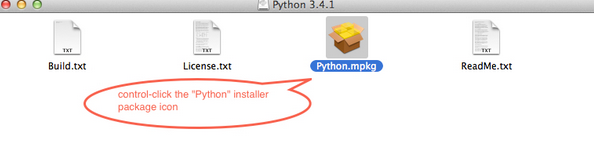 Python 3.4.1
TXT TXT TXT
Build.txt License.txt Python.mpkg ReadMe.txt
control-click the "Python" installer
package icon